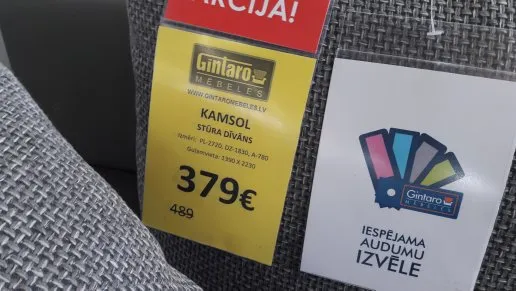 AKCIJA!
Gintaro
MĒBELES
WWW.GINTAROMEBELES.LV
KAMSOL
STŪRA DĪVĀNS
Izmēri: PL-2720, DZ-1830, A-780
Guļamvieta: 1390 X 2230
379€
489
Gintaro
MĒBELES
IESPĒJAMA
AUDUMU
IZVĒLE